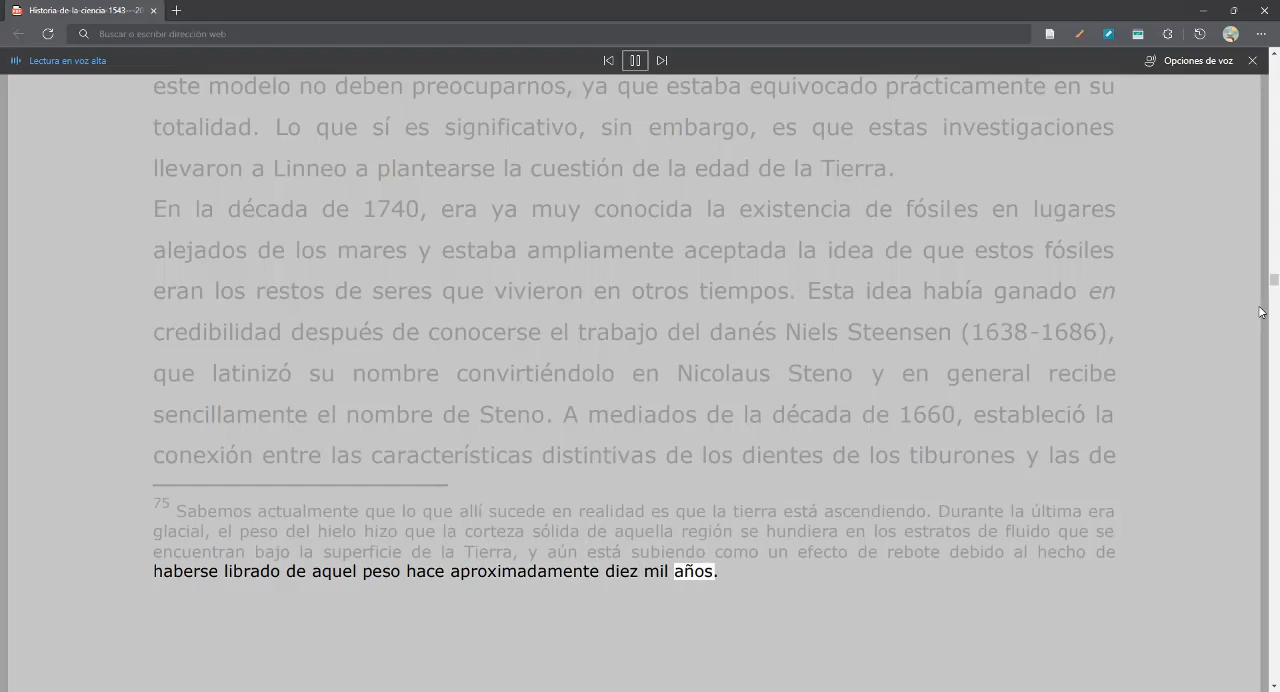 Historia-de-la-ciencia-1543---20
Buscar o escribir dirección web
Lectura en voz alta
Opciones de voz
este modelo no deben preocuparnos, ya que estaba equivocado prácticamente en su
totalidad. Lo que sí es significativo, sin embargo, es que estas investigaciones
llevaron a Linneo a plantearse la cuestión de la edad de la Tierra.
En la década de 1740, era ya muy conocida la existencia de fósiles en lugares
alejados de los mares y estaba ampliamente aceptada la idea de que estos fósiles
eran los restos de seres que vivieron en otros tiempos. Esta idea había ganado en
credibilidad después de conocerse el trabajo del danés Niels Steensen (1638-1686),
que latinizó su nombre convirtiéndolo en Nicolaus Steno y en general recibe
sencillamente el nombre de Steno. A mediados de la década de 1660, estableció la
conexión entre las características distintivas de los dientes de los tiburones y las de
75 Sabemos actualmente que lo que allí sucede en realidad es que la tierra está ascendiendo. Durante la última era
glacial, el peso del hielo hizo que la corteza sólida de aquella región se hundiera en los estratos de fluido que se
encuentran bajo la superficie de la Tierra, y aún está subiendo como un efecto de rebote debido al hecho de
haberse librado de aquel peso hace aproximadamente diez mil años.